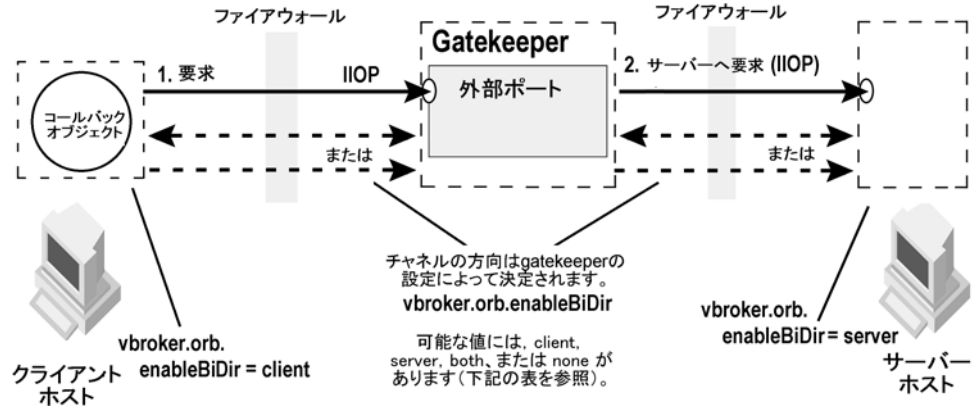 ファイアウォール
ファイアウォール
Gatekeeper
1. 要求
IIOP
外部ポート
2. サーバーへ要求 (IIOP)
コールバック
オブジェクト
または
または
チャネルの方向はgatekeeperの
設定によって決定されます。
vbroker.orb.enableBiDir
可能な値には, client,
server, both、または none が
あります(下記の表を参照)。
vbroker.orb.
enableBiDir = client
vbroker.orb.
enableBiDir= server
クライアント
ホスト
サーバー
ホスト